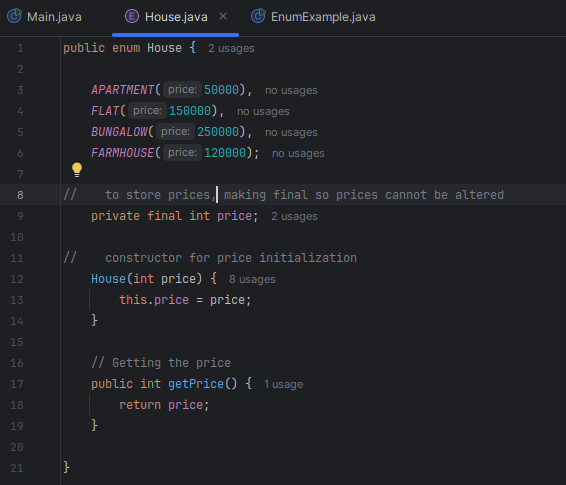 Main.java House.java EnumExample.java
1 public enum House { 2 usages
2
3 APARTMENT( price: 50000), no usages
4 FLAT( price: 150000), no usages
5 BUNGALOW( price: 250000), no usages
6 FARMHOUSE( price: 120000); no usages
7
8 // to store prices, making final so prices cannot be altered
9 private final int price; 2 usages
10
11 // constructor for price initialization
12 House(int price) { 8 usages
13 this.price = price;
14 }
15
16 // Getting the price
17 public int getPrice() { 1 usage
18 return price;
19 }
20
21 }